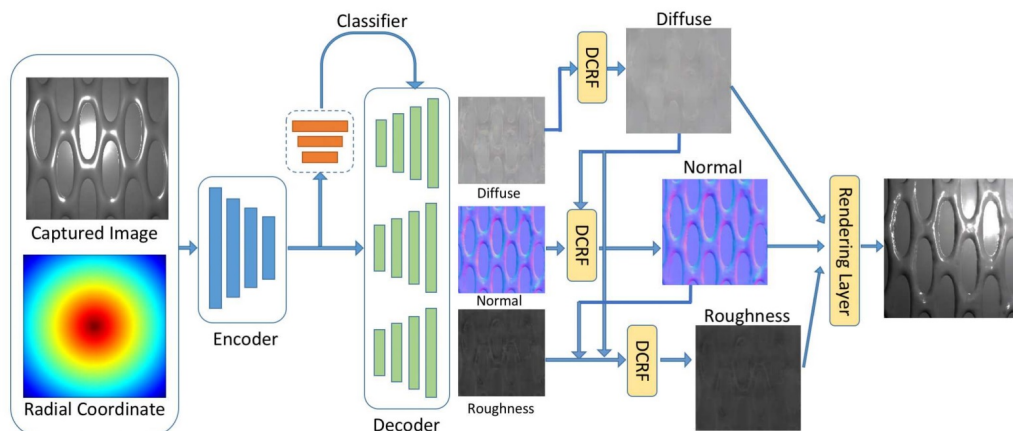 Classifier
Diffuse
DCRF
Captured Image
Diffuse
Normal
DCRF
Rendering Layer
Normal
Encoder
Roughness
DCRF
Radial Coordinate
Roughness
Decoder